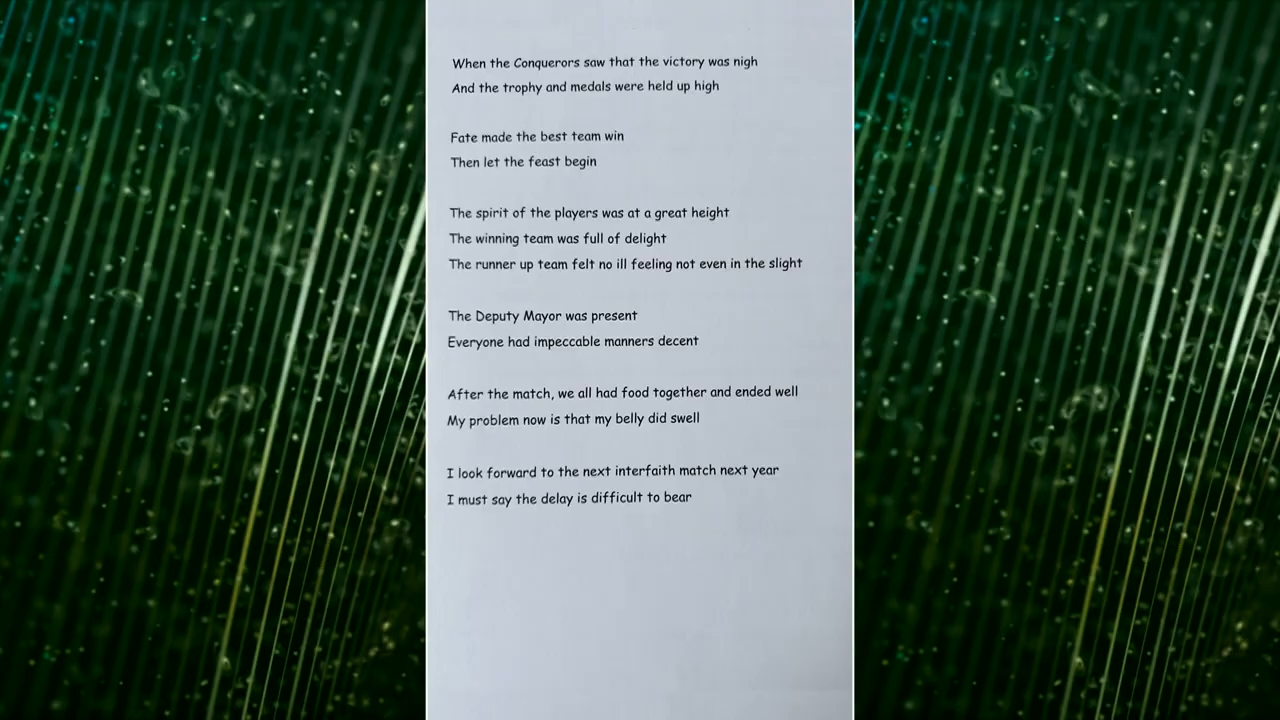 When the Conquerors saw that the victory was nigh
And the trophy and medals were held up high
Fate made the best team win
Then let the feast begin
The spirit of the players was at a great height
The winning team was full of delight
The runner up team felt no ill feeling not even in the slight
The Deputy Mayor was present
Everyone had impeccable manners decent
After the match, we all had food together and ended well
My problem now is that my belly did swell
I look forward to the next interfaith match next year
I must say the delay is difficult to bear